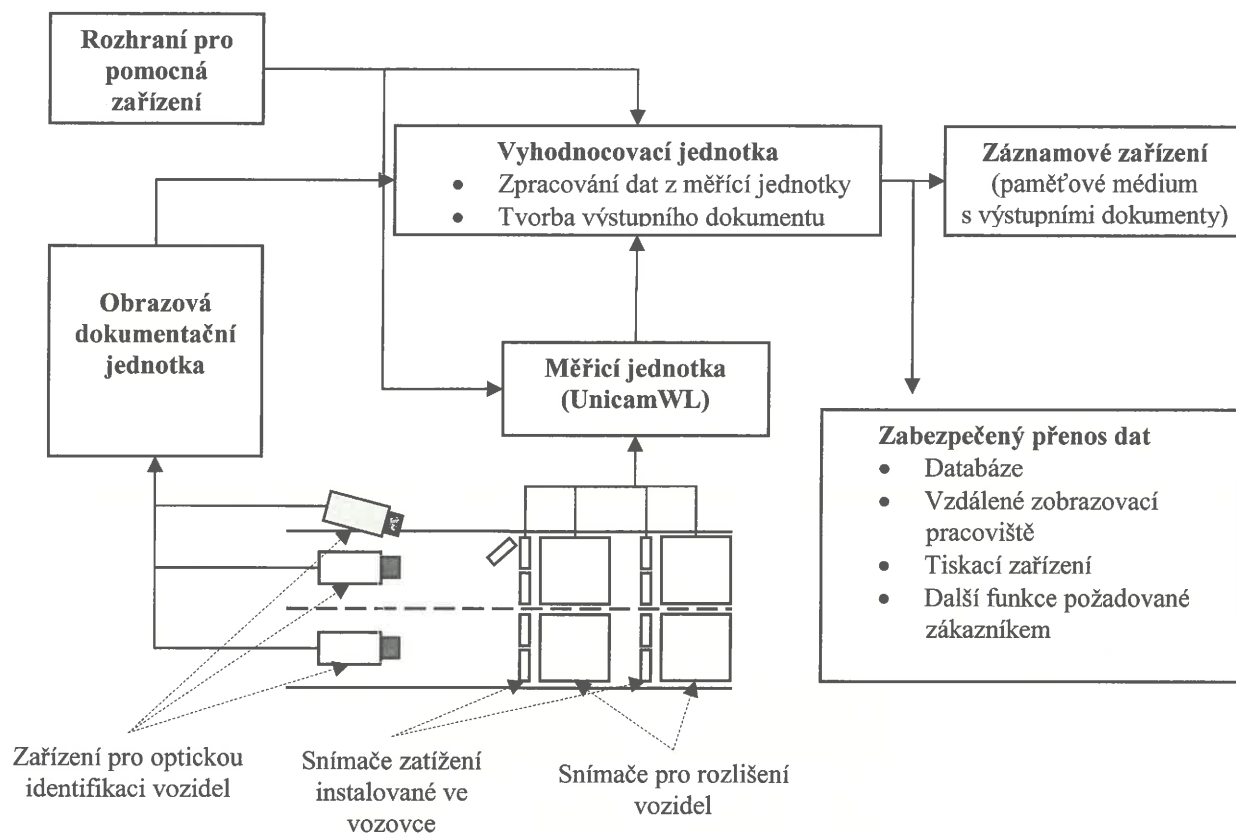 Rozhraní pro
pomocná
zařízení
Vyhodnocovací jednotka
• Zpracování dat z měřící jednotky
• Tvorba výstupního dokumentu
Záznamové zařízení
(paměťové médium
s výstupními dokumenty)
Obrazová
dokumentační
jednotka
Měřicí jednotka
(UnicamWL)
Zabezpečený přenos dat
• Databáze
• Vzdálené zobrazovací
pracoviště
• Tiskací zařízení
• Další funkce požadované
zákazníkem
Zařízení pro optickou
identifikaci vozidel
Snímače zatížení
instalované ve
vozovce
Snímače pro rozlišení
vozidel